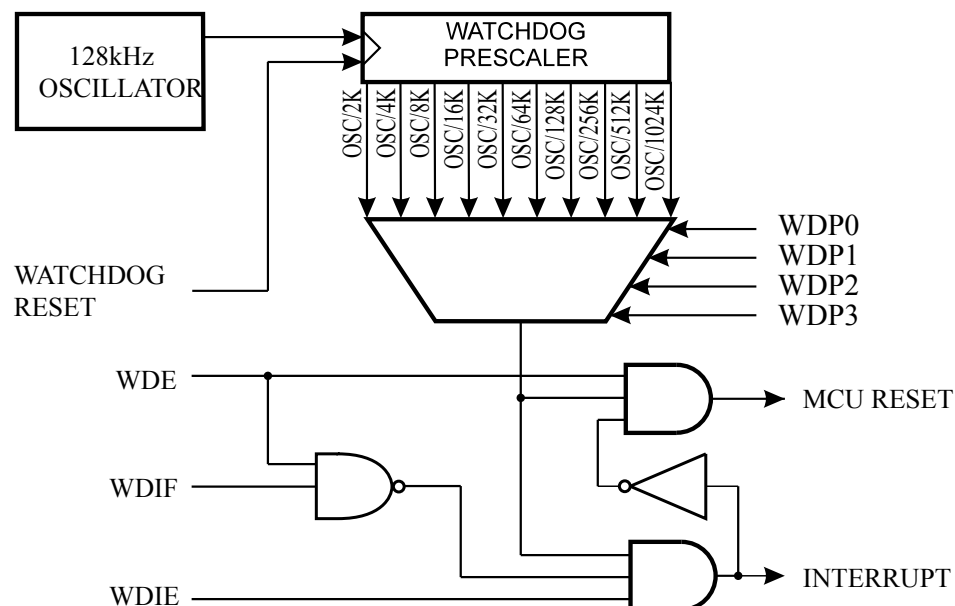 128kHz
OSCILLATOR
WATCHDOG
PRESCALER
OSC/2K
OSC/4K
OSC/8K
OSC/16K
OSC/32K
OSC/64K
OSC/128K
OSC/256K
OSC/512K
OSC/1024K
WDP0
WDP1
WDP2
WDP3
WATCHDOG
RESET
WDE
MCU RESET
WDIF
INTERRUPT
WDIE